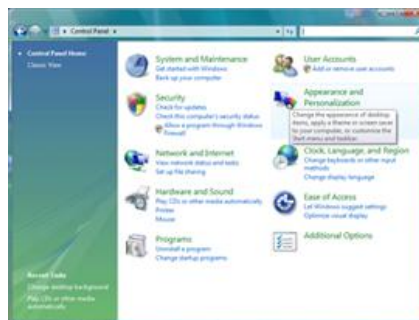 Control Panel
Control Panel Home
Classic View
System and Maintenance
Get started with Windows
Back up your computer
Security
Check for updates
Check this computer's security status
Allow a program through Windows
Firewall
Network and Internet
View network status and tasks
Set up file sharing
Hardware and Sound
Play CDs or other media automatically
Printer
Mouse
Programs
Uninstall a program
Change startup programs
User Accounts
Add or remove user accounts
Appearance and
Personalization
Change the appearance of desktop
items, apply a theme or screen saver
to your computer, or customize the
Start menu and taskbar.
Clock, Language, and Region
Change keyboards or other input
methods
Change display language
Ease of Access
Let Windows suggest settings
Optimize visual display
Additional Options
Recent Tasks
Change desktop background
Play CDs or other media
automatically